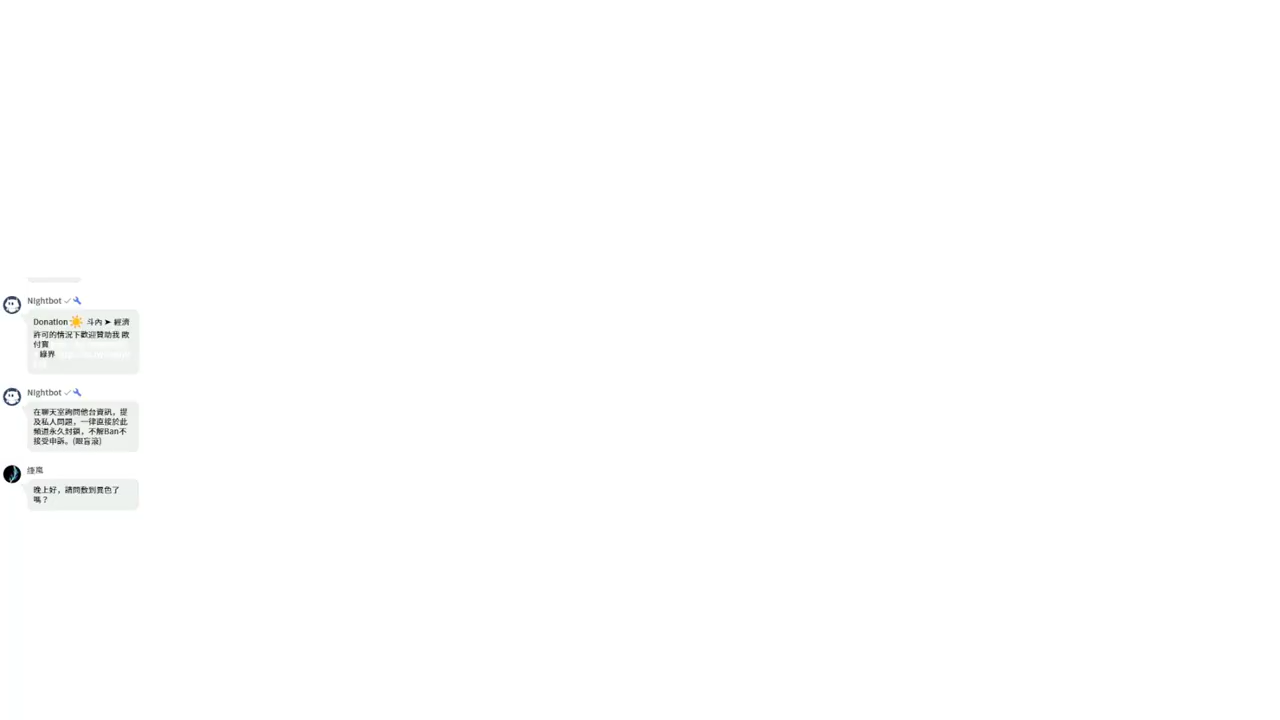 Nightbot
Donation ☀ 斗內 ➤ 經濟
許可的情況下歡迎贊助我 歐
付寶
綠界
Nightbot
在聊天室詢問他台資訊，提
及私人問題，一律直接於此
頻道永久封鎖，不解Ban不
接受申訴。(眼盲滾)
晚上好，請問數到異色了
嗎？